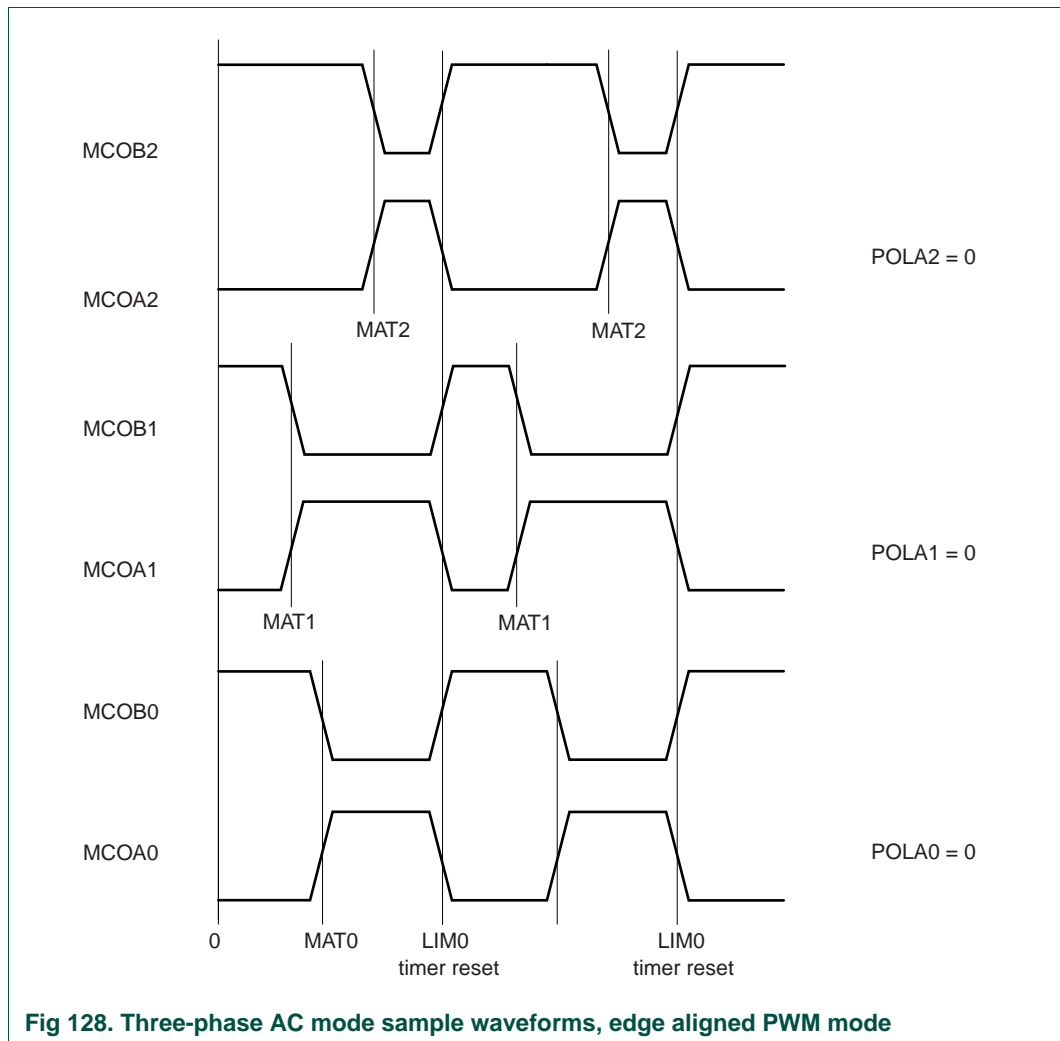 MCOB2
POLA2 = 0
MCOA2
MAT2
MAT2
MCOB1
POLA1 = 0
MCOA1
MAT1
MAT1
MCOB0
MCOA0
POLA0 = 0
0
MAT0
LIM0
timer reset
LIM0
timer reset
Fig 128. Three-phase AC mode sample waveforms, edge aligned PWM mode